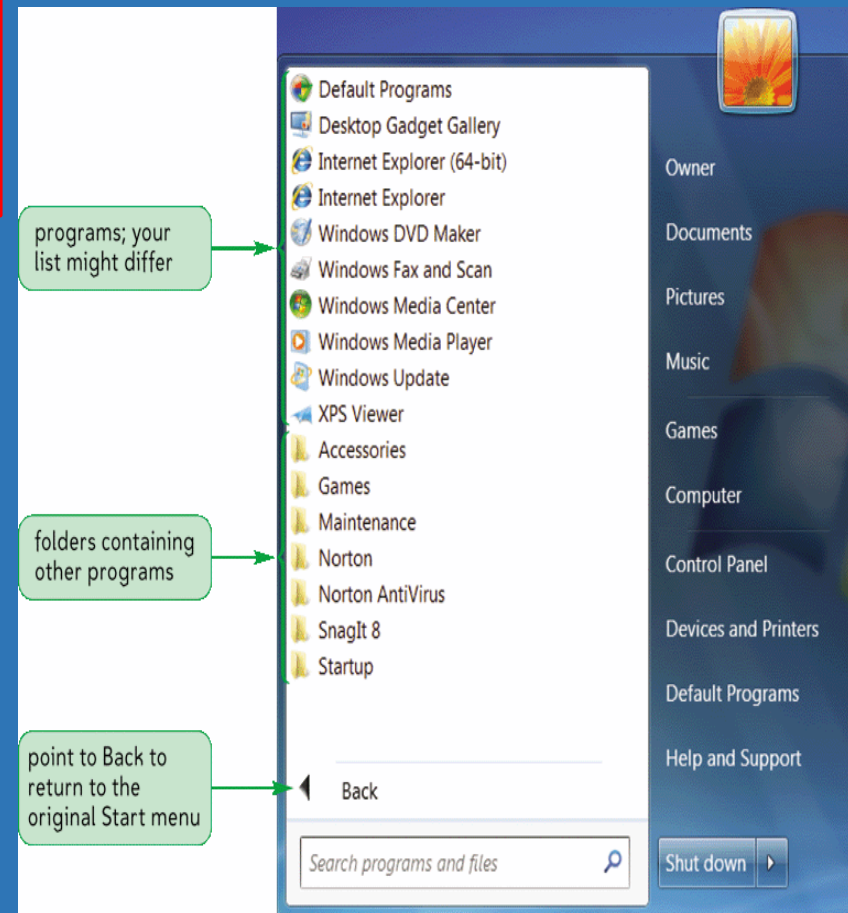 programs; your
list might differ
folders containing
other programs
point to Back to
return to the
original Start menu
Default Programs
Desktop Gadget Gallery
Internet Explorer (64-bit)
Internet Explorer
Windows DVD Maker
Windows Fax and Scan
Windows Media Center
Windows Media Player
Windows Update
XPS Viewer
Accessories
Games
Maintenance
Norton
Norton AntiVirus
SnagIt 8
Startup
Back
Search programs and files
Owner
Documents
Pictures
Music
Games
Computer
Control Panel
Devices and Printers
Default Programs
Help and Support
Shut down